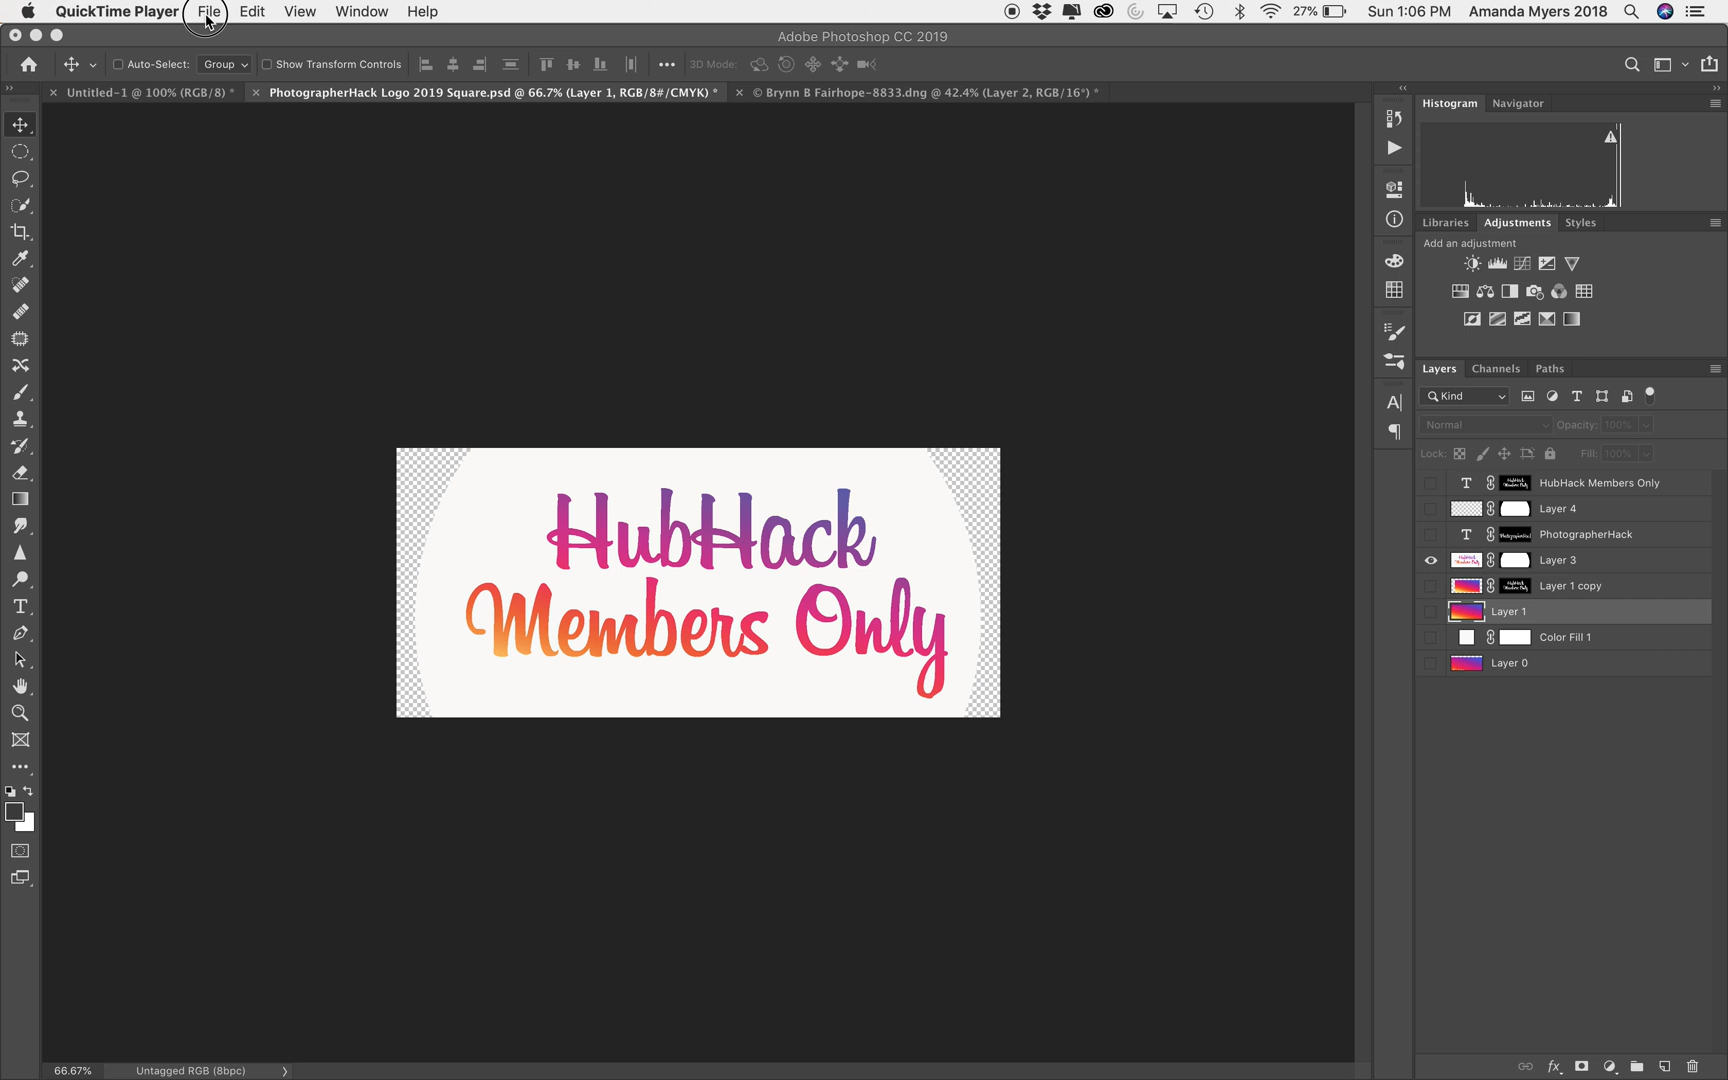 QuickTime Player File Edit View Window Help 27% Sun 1:06 PM Amanda Myers 2018
Adobe Photoshop CC 2019
Auto-Select: Group Show Transform Controls 3D Mode:
Untitled-1 @ 100% (RGB/8) * PhotographerHack Logo 2019 Square.psd @ 66.7% (Layer 1, RGB/8#/CMYK) * © Brynn B Fairhope-8833.dng @ 42.4% (Layer 2, RGB/16*) *
Histogram Navigator
Libraries Adjustments Styles
Add an adjustment
Layers Channels Paths
Kind
Normal Opacity: 100%
Lock: Fill: 100%
HubHack Members Only
Layer 4
PhotographerHack
Layer 3
Layer 1 copy
Layer 1
Color Fill 1
Layer 0
HubHack
Members Only
66.67% Untagged RGB (8bpc)